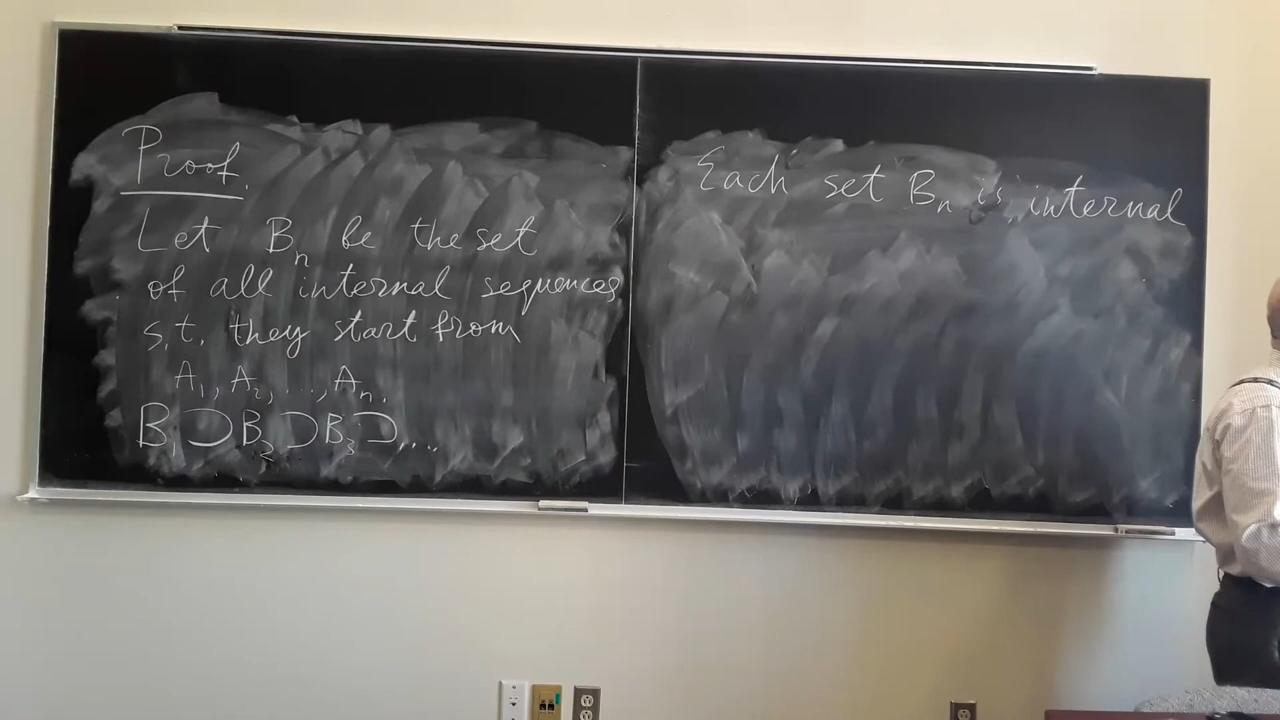 Proof.
Let Bn be the set
of all internal sequences
s.t. they start from
A1, A2, ..., An.
B1 ⊃ B2 ⊃ B3 ⊃ ....
Each set Bn is internal